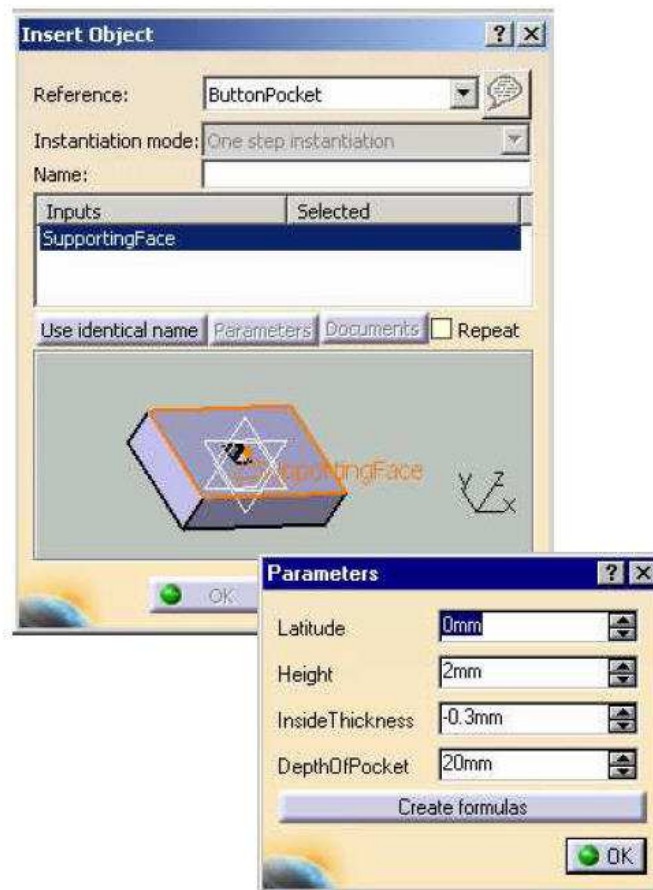 Insert Object
Reference: ButtonPocket
Instantiation mode: One step instantiation
Name:
Inputs Selected
SupportingFace
Use identical name Parameters Documents Repeat
SupportingFace
Y Z X
OK
Parameters
Latitude 0mm
Height 2mm
InsideThickness -0.3mm
DepthOfPocket 20mm
Create formulas
OK